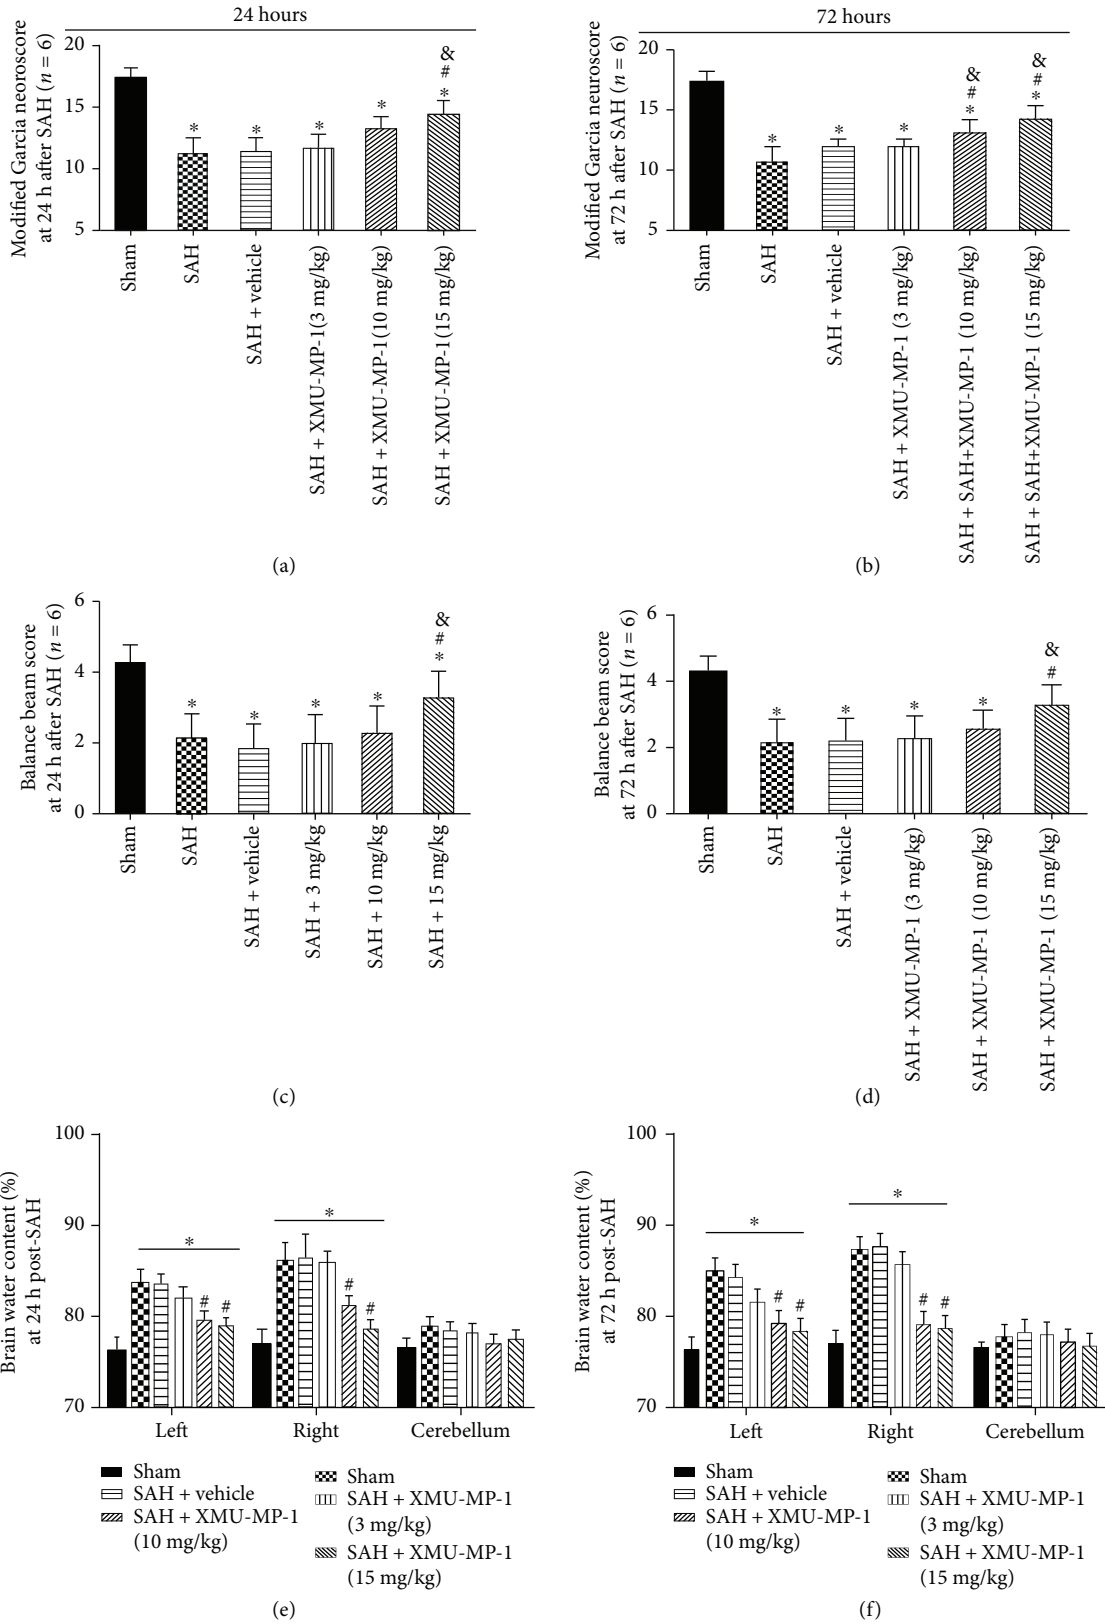 24 hours
Modified Garcia neoroscore
at 24 h after SAH (n = 6)
20
15
10
5
*
*
*
*
&
#
*
Sham
SAH
SAH + vehicle
SAH + XMU-MP-1(3 mg/kg)
SAH + XMU-MP-1(10 mg/kg)
SAH + XMU-MP-1(15 mg/kg)
(a)
72 hours
Modified Garcia neuroscore
at 72 h after SAH (n = 6)
20
15
10
5
*
*
*
&
#
*
&
#
*
Sham
SAH
SAH + vehicle
SAH + XMU-MP-1 (3 mg/kg)
SAH + SAH+XMU-MP-1 (10 mg/kg)
SAH + SAH+XMU-MP-1 (15 mg/kg)
(b)
Balance beam score
at 24 h after SAH (n = 6)
6
4
2
0
*
*
*
*
&
#
*
Sham
SAH
SAH + vehicle
SAH + 3 mg/kg)
SAH + 10 mg/kg)
SAH + 15 mg/kg)
(c)
Balance beam score
at 72 h after SAH (n = 6)
6
4
2
0
*
*
*
*
&
#
Sham
SAH
SAH + vehicle
SAH + XMU-MP-1 (3 mg/kg)
SAH + XMU-MP-1 (10 mg/kg)
SAH + XMU-MP-1 (15 mg/kg)
(d)
Brain water content (%)
at 24 h post-SAH
100
90
80
70
*
# #
*
#
#
Left
Right
Cerebellum
Sham
SAH + vehicle
SAH + XMU-MP-1
(10 mg/kg)
Sham
SAH + XMU-MP-1
(3 mg/kg)
SAH + XMU-MP-1
(15 mg/kg)
(e)
Brain water content (%)
at 72 h post-SAH
100
90
80
70
*
#
#
*
# #
Left
Right
Cerebellum
Sham
SAH + vehicle
SAH + XMU-MP-1
(10 mg/kg)
Sham
SAH + XMU-MP-1
(3 mg/kg)
SAH + XMU-MP-1
(15 mg/kg)
(f)